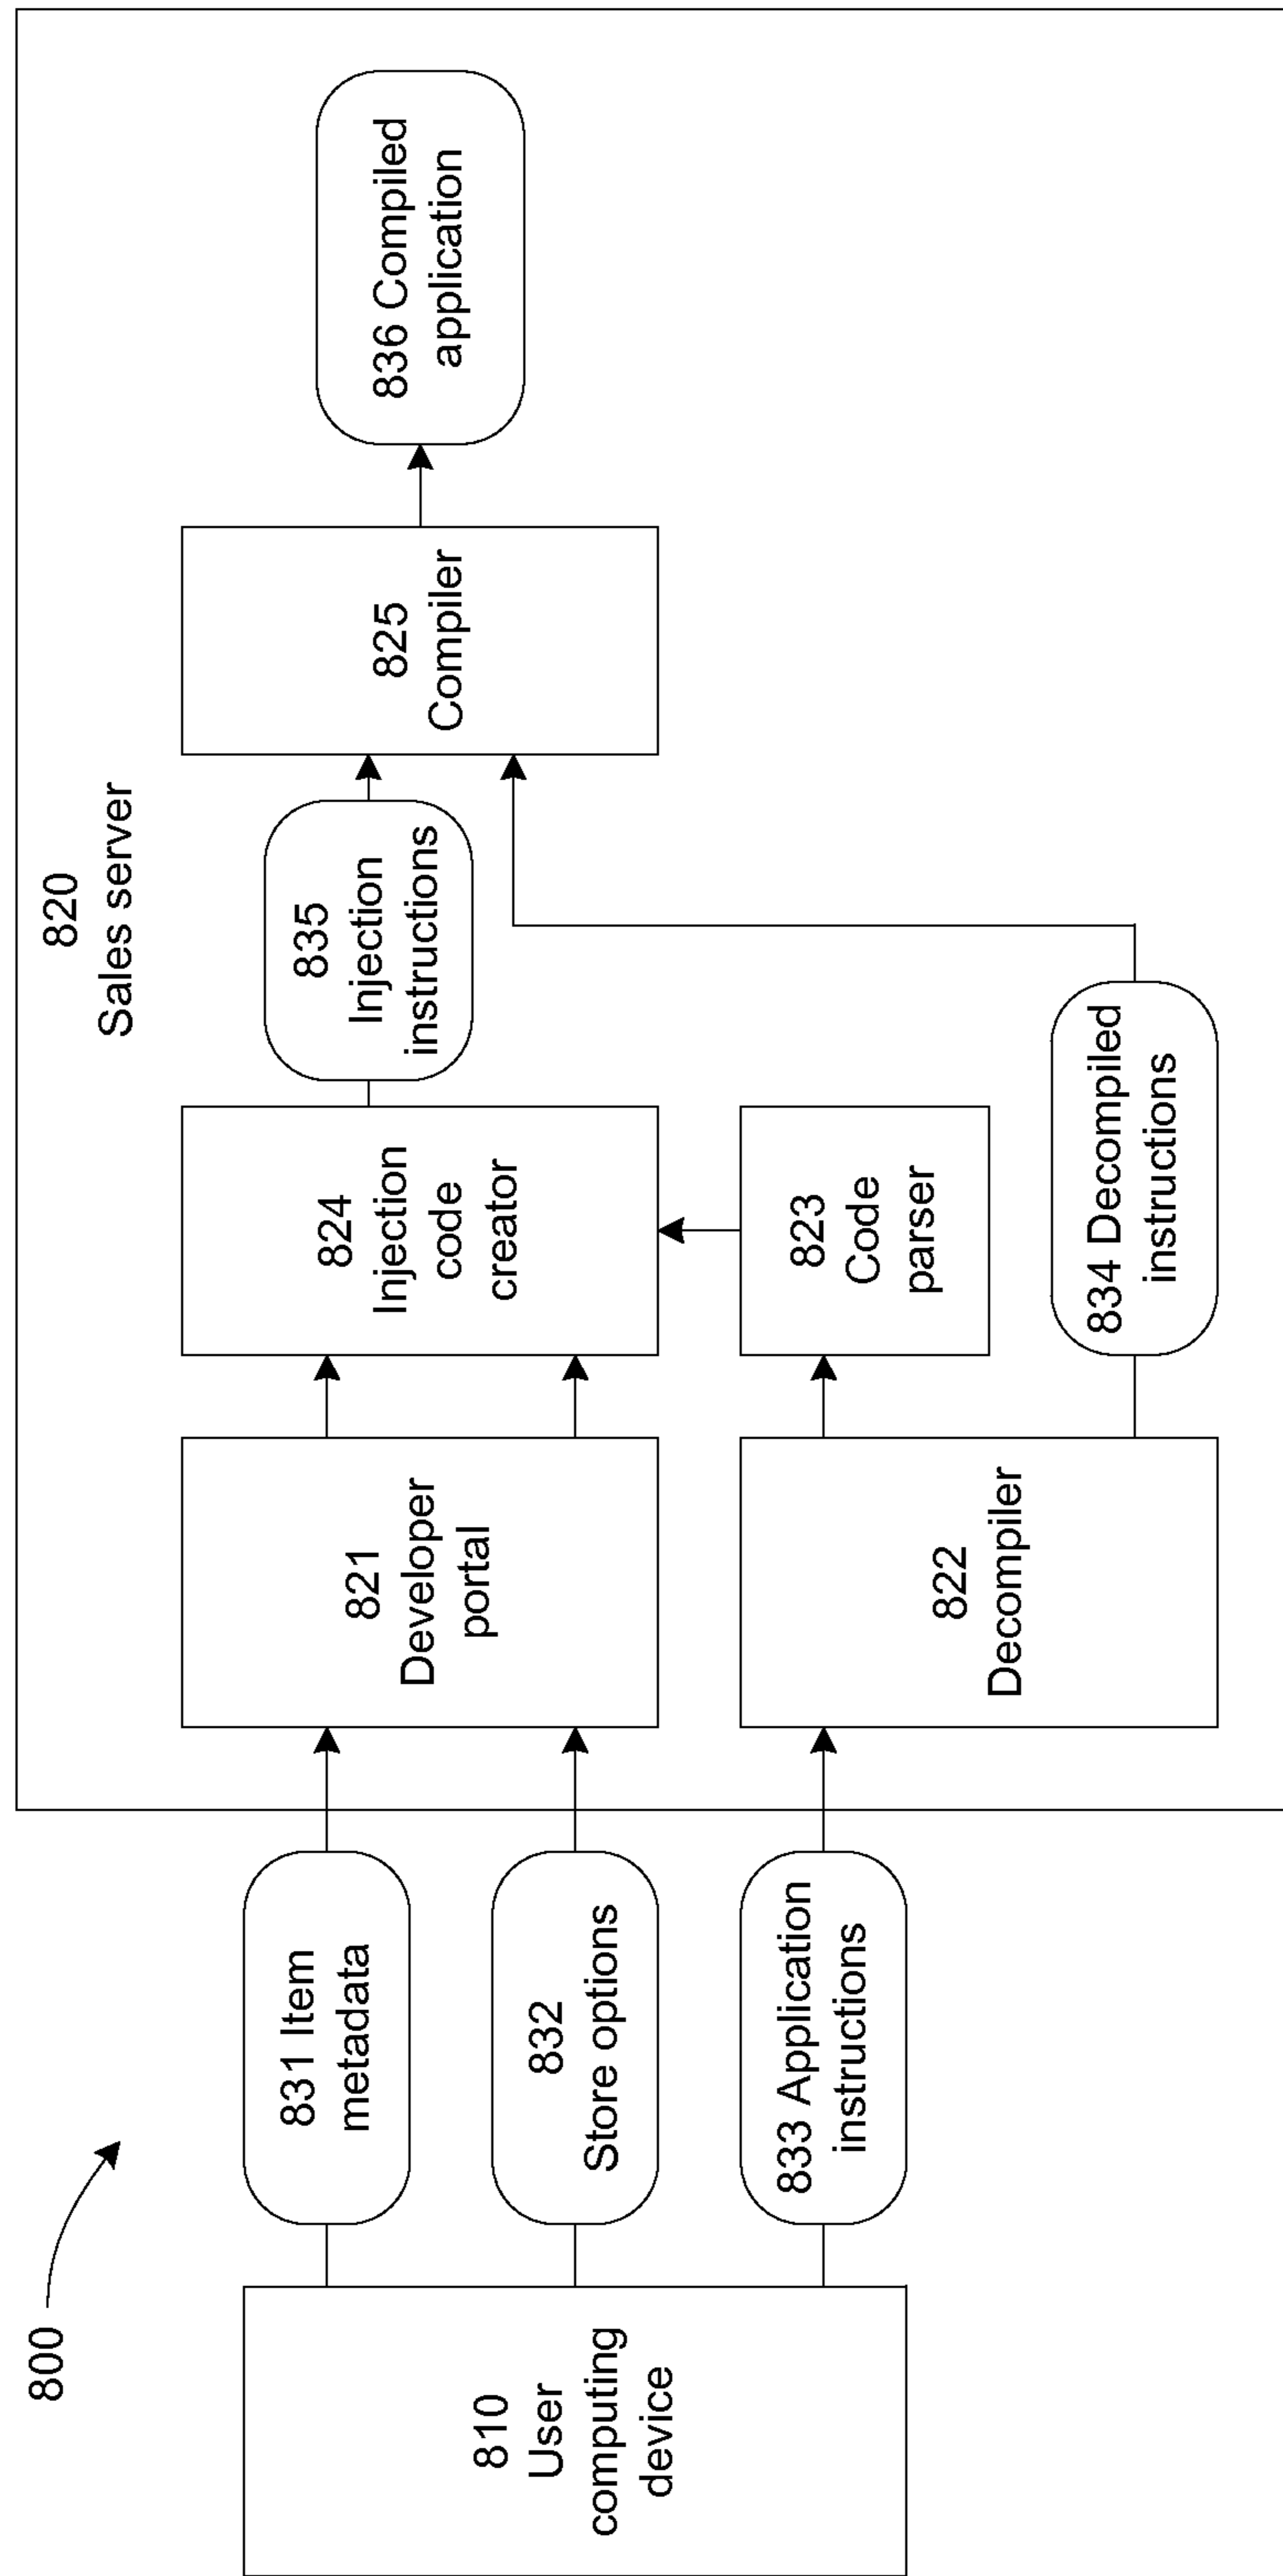 800
820
Sales server
810
User
computing
device
831 Item
metadata
832
Store options
833 Application
instructions
821
Developer
portal
822
Decompiler
824
Injection
code
creator
823
Code
parser
834 Decompiled
instructions
835
Injection
instructions
825
Compiler
836 Compiled
application